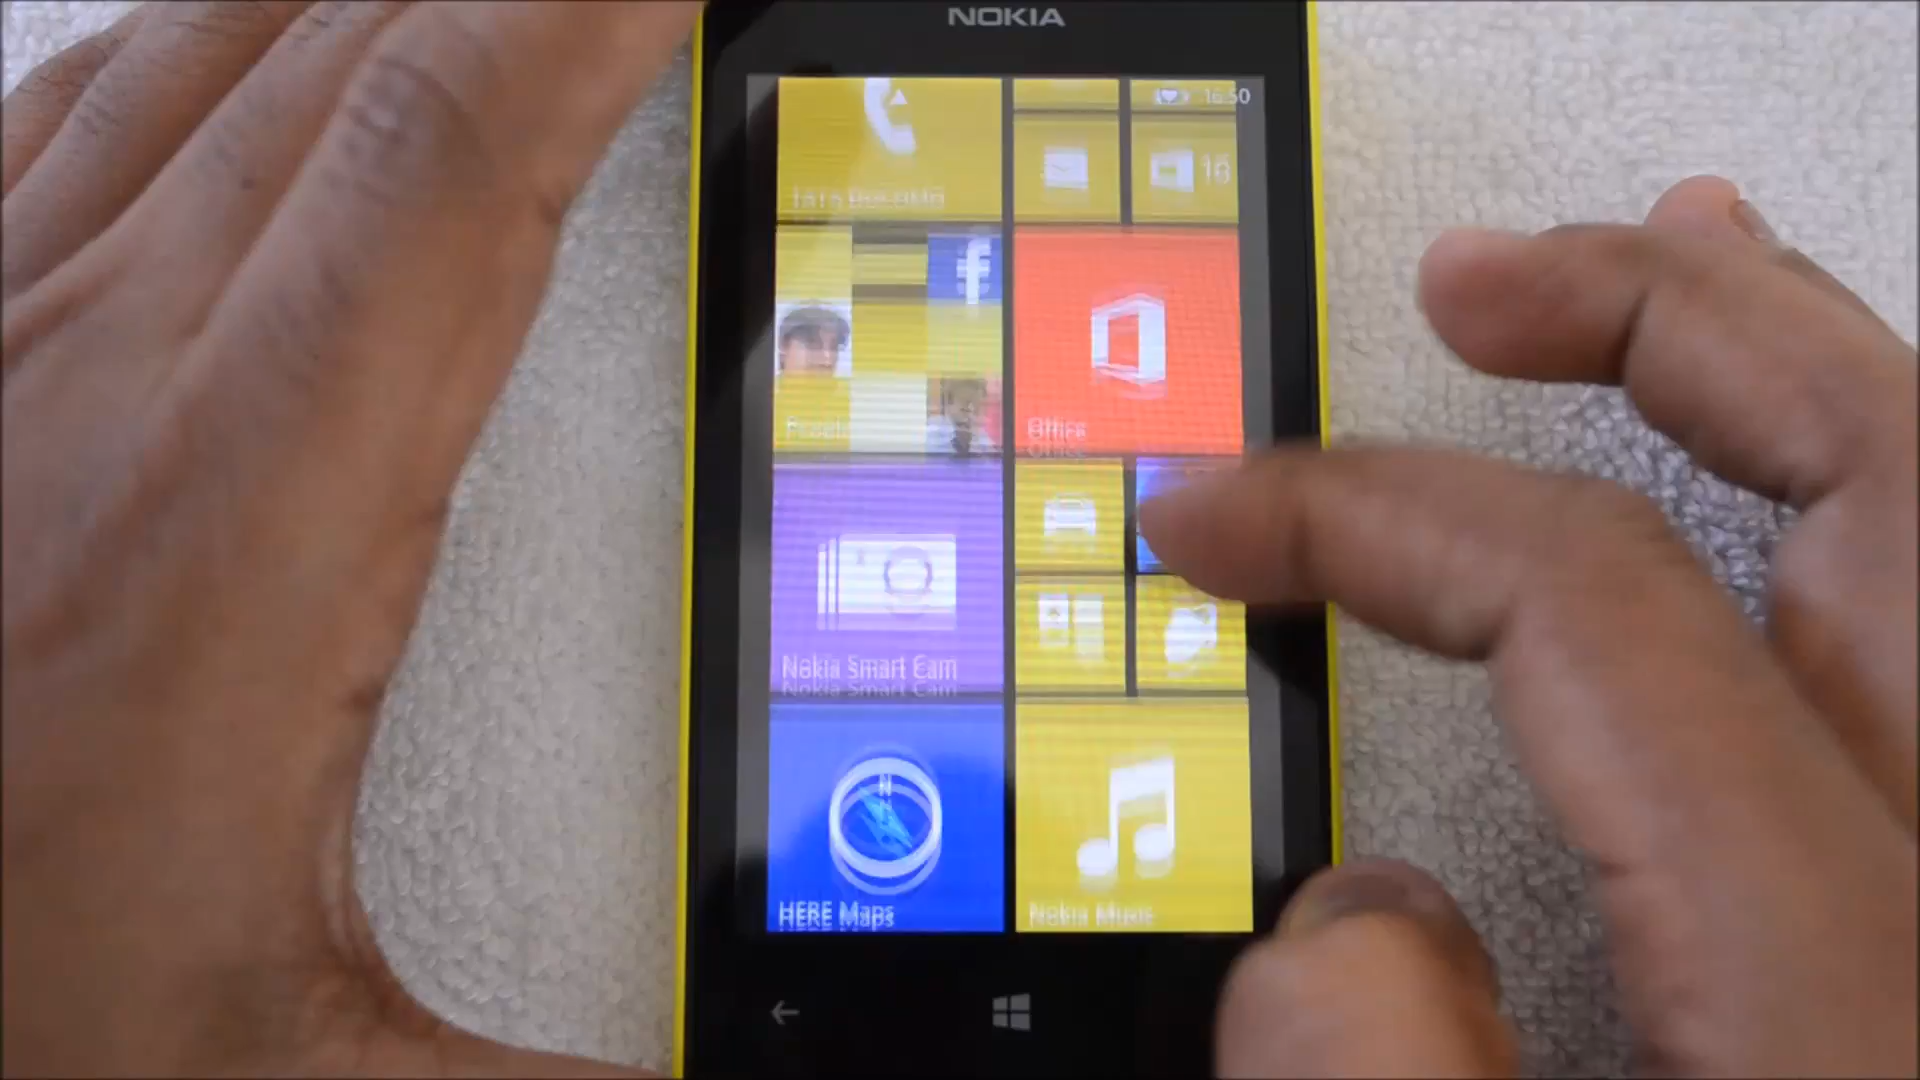 NOKIA
16:50
Office
Nokia Smart Cam
N
HERE Maps
Nokia Music